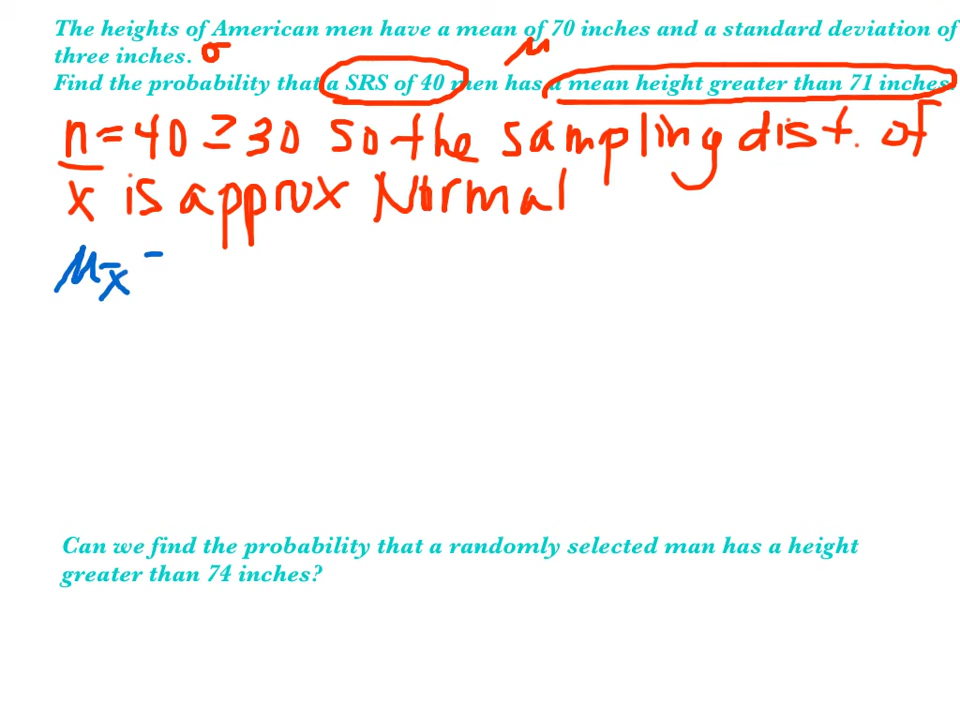 The heights of American men have a mean of 70 inches and a standard deviation of
three inches. σ μ
Find the probability that a SRS of 40 men has a mean height greater than 71 inches.
n = 40 ≥ 30 so the sampling dist. of
x̄ is approx Normal
μx̄ =
Can we find the probability that a randomly selected man has a height
greater than 74 inches?